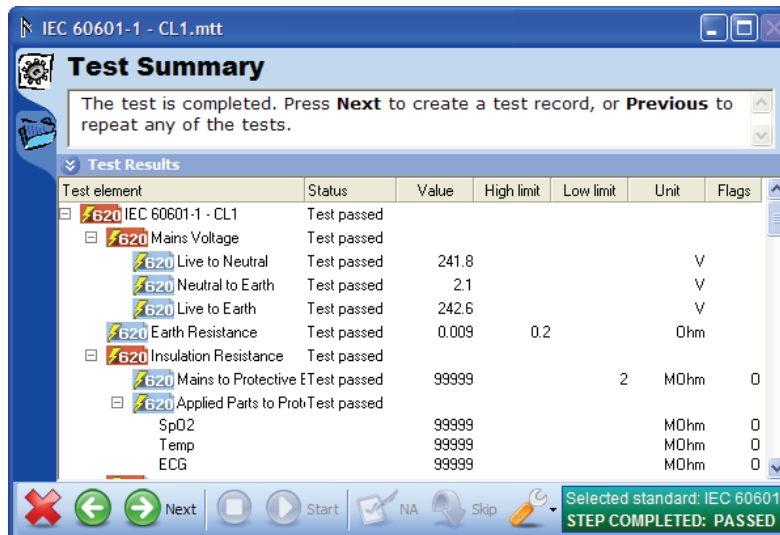 IEC 60601-1 - CL1.mtt
Test Summary
The test is completed. Press Next to create a test record, or Previous to
repeat any of the tests.
Test Results
Test element Status Value High limit Low limit Unit Flags
620 IEC 60601-1 - CL1 Test passed
620 Mains Voltage Test passed
620 Live to Neutral Test passed 241.8 V
620 Neutral to Earth Test passed 2.1 V
620 Live to Earth Test passed 242.6 V
620 Earth Resistance Test passed 0.009 0.2 Ohm
620 Insulation Resistance Test passed
620 Mains to Protective E Test passed 99999 2 MOhm O
620 Applied Parts to Prot Test passed
SpO2 99999 MOhm O
Temp 99999 MOhm O
ECG 99999 MOhm O
Next Start NA Skip
Selected standard: IEC 60601
STEP COMPLETED: PASSED